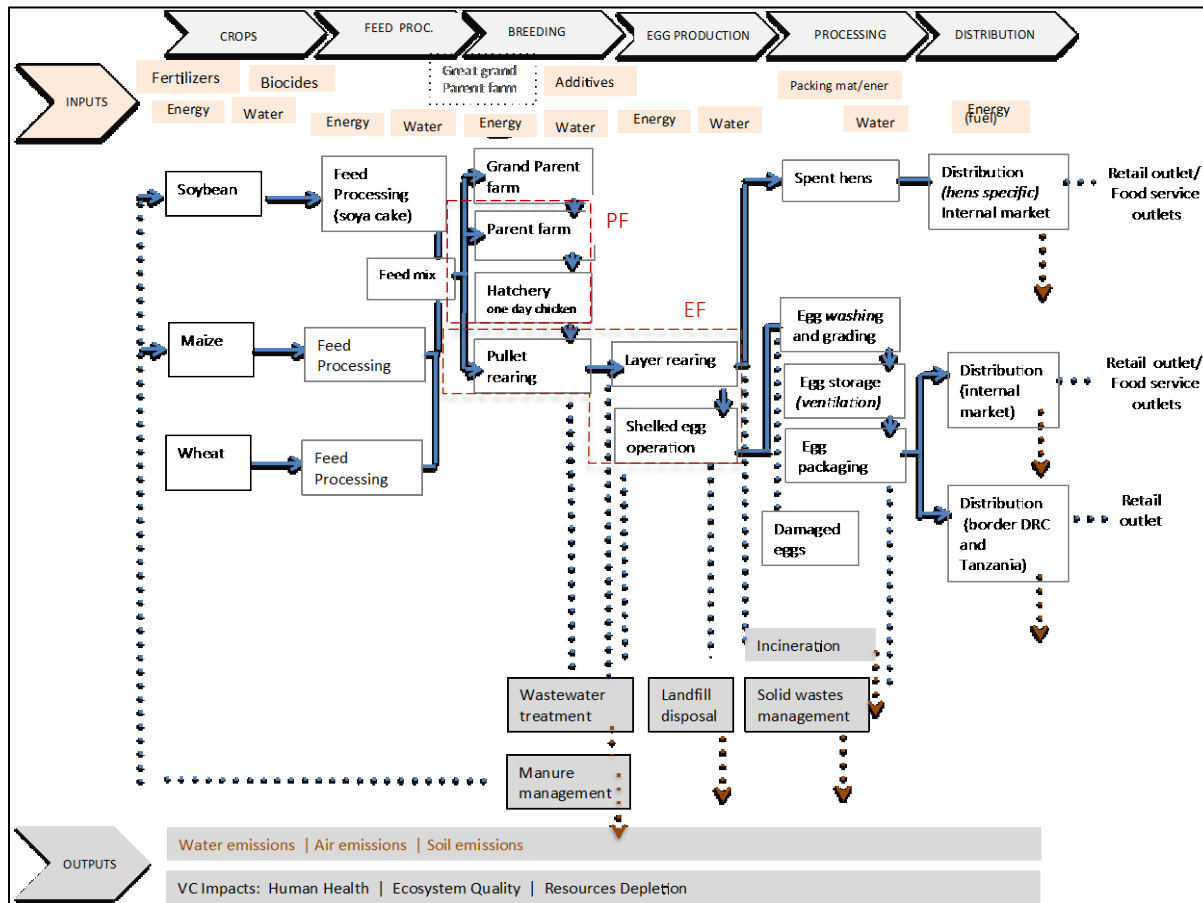 CROPS
FEED PROC.
BREEDING
EGG PRODUCTION
PROCESSING
DISTRIBUTION
INPUTS
Fertilizers
Biocides
Great grand
Parent farm
Additives
Packing mat/ener
Energy
Water
Energy
Water
Energy
Water
Energy
Water
Water
Energy
(fuel)
Soybean
Feed
Processing
(soya cake)
Grand Parent
farm
Spent hens
Distribution
(hens specific)
Internal market
Retail outlet/
Food service
outlets
Parent farm
PF
Feed mix
Hatchery
one day chicken
EF
Maize
Feed
Processing
Pullet
rearing
Layer rearing
Egg washing
and grading
Egg storage
(ventilation)
Distribution
(internal
market)
Retail outlet/
Food service
outlets
Wheat
Feed
Processing
Shelled egg
operation
Egg
packaging
Damaged
eggs
Distribution
(border DRC
and
Tanzania)
Retail
outlet
Incineration
Wastewater
treatment
Landfill
disposal
Solid wastes
management
Manure
management
OUTPUTS
Water emissions | Air emissions | Soil emissions
VC Impacts: Human Health | Ecosystem Quality | Resources Depletion